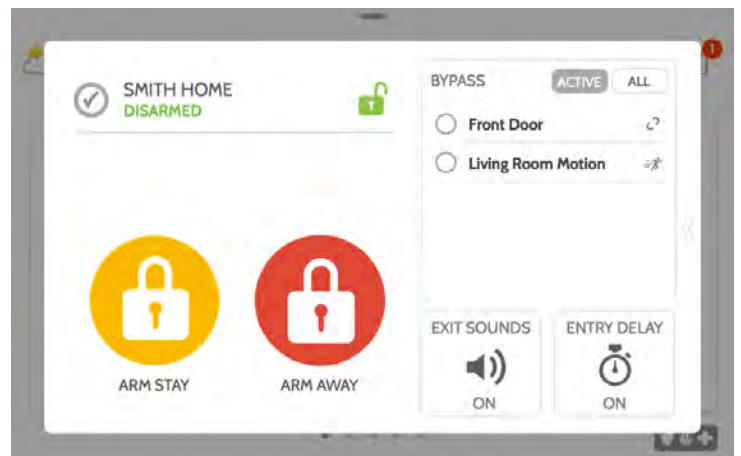 SMITH HOME
DISARMED
ARM STAY
ARM AWAY
BYPASS
ACTIVE
ALL
Front Door
Living Room Motion
EXIT SOUNDS
ON
ENTRY DELAY
ON
1